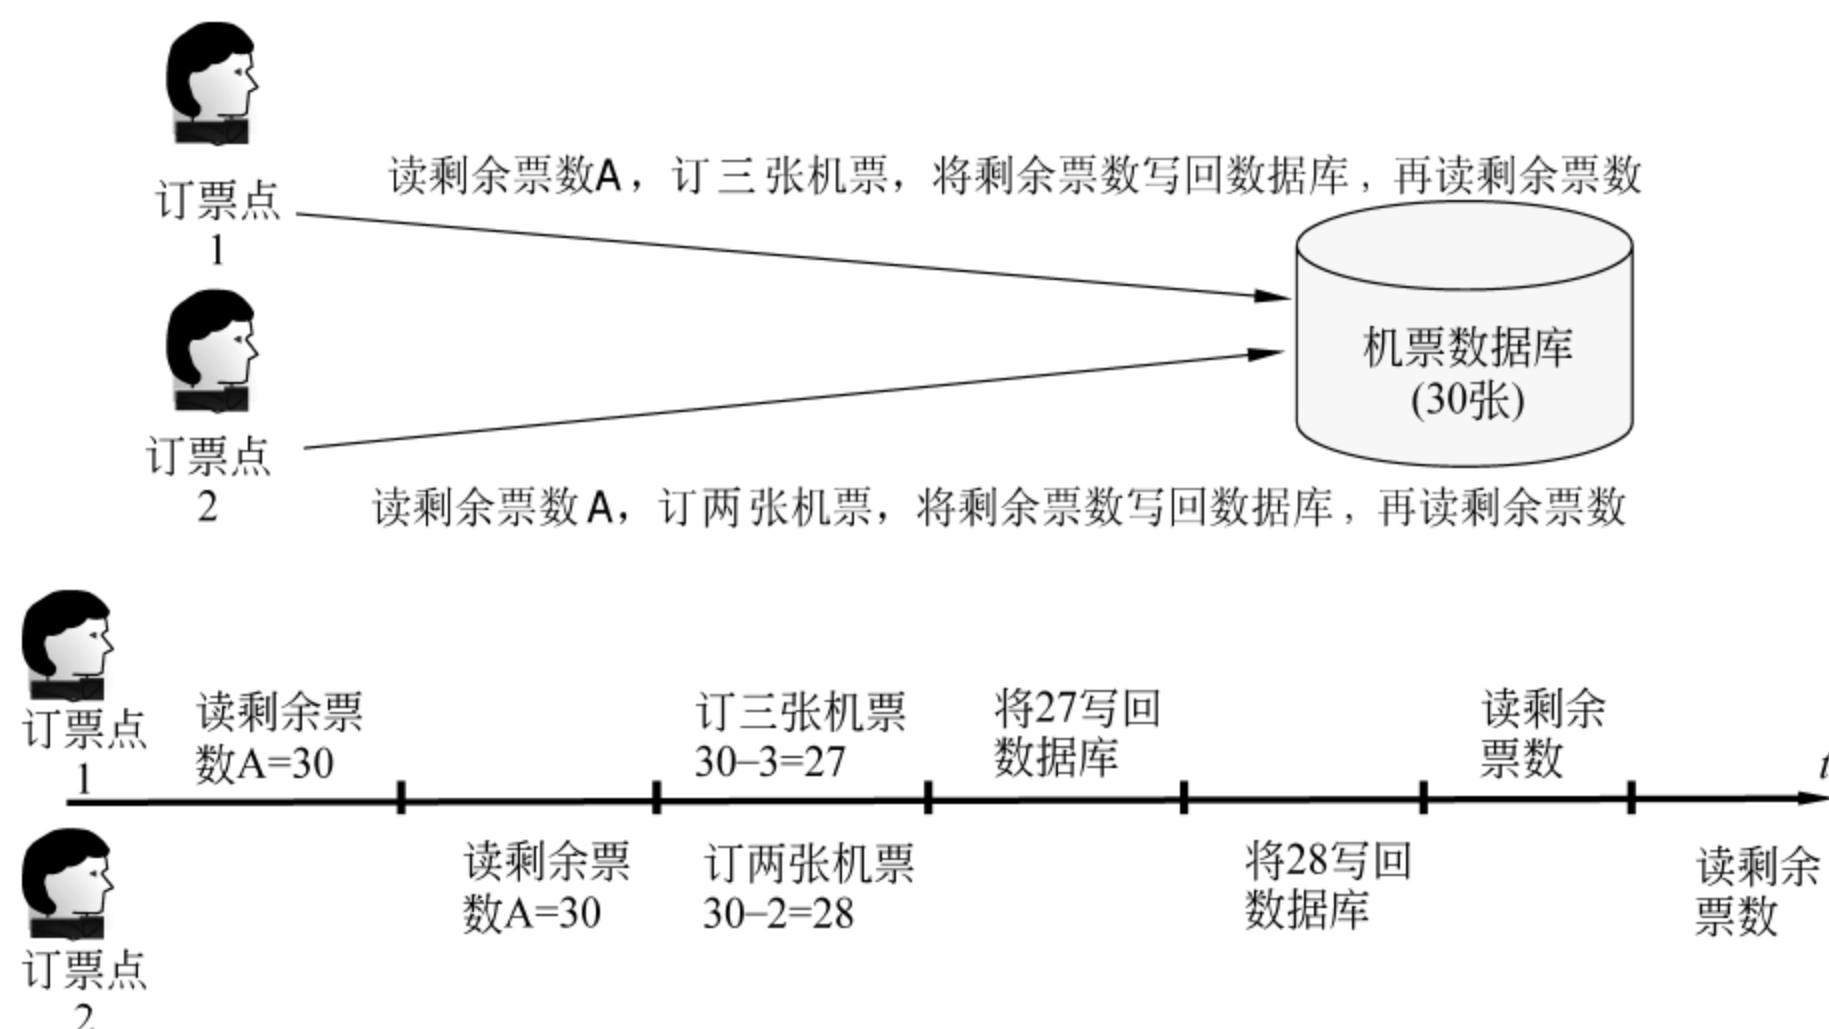 读剩余票数A，订三张机票，将剩余票数写回数据库，再读剩余票数
订票点
1
机票数据库
(30张)
订票点
2
读剩余票数A，订两张机票，将剩余票数写回数据库，再读剩余票数
订票点
1
读剩余票
数A=30
订三张机票
30–3=27
将27写回
数据库
读剩余
票数
t
读剩余票
数A=30
订两张机票
30–2=28
将28写回
数据库
读剩余
票数
订票点
2